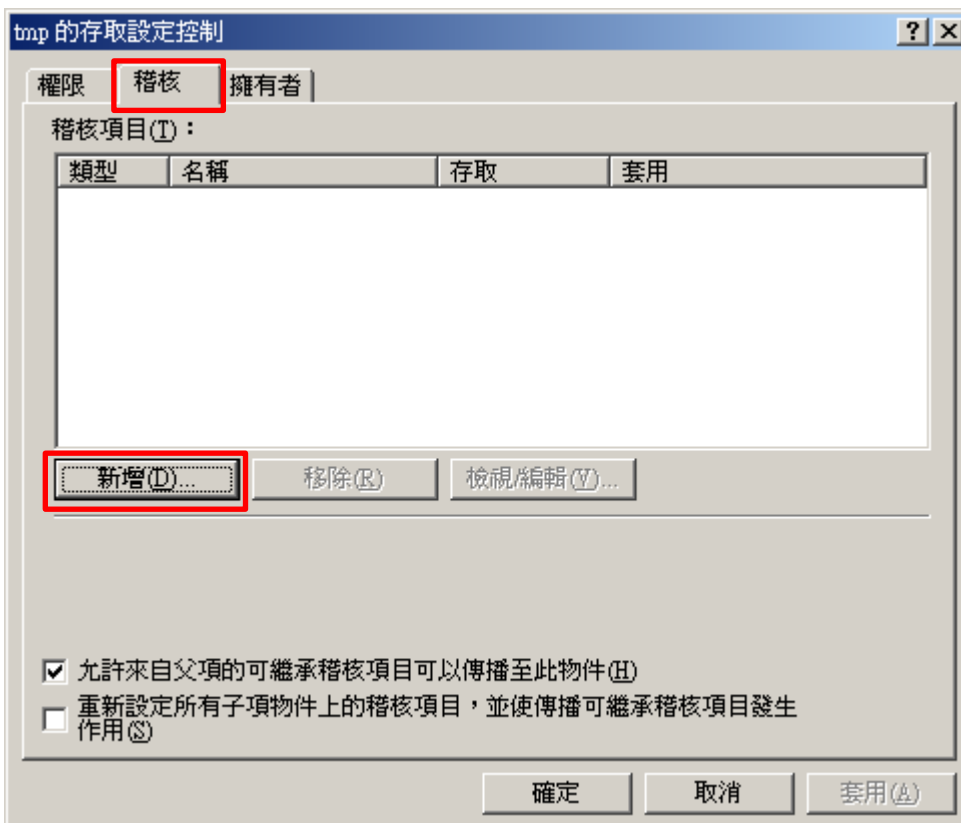 tmp 的存取設定控制
權限 稽核 擁有者
稽核項目(T)：
類型 名稱 存取 套用
新增(D)... 移除(R) 檢視/編輯(V)...
允許來自父項的可繼承稽核項目可以傳播至此物件(H)
重新設定所有子項物件上的稽核項目，並使傳播可繼承稽核項目發生
作用(S)
確定 取消 套用(A)